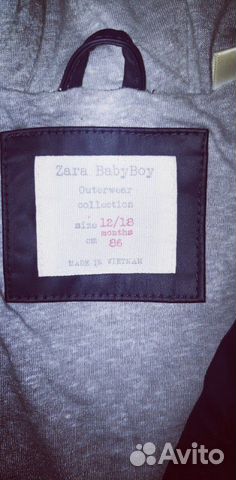 Zara BabyBoy
Outerwear
collection
size 12/18
months
cm 86
MADE IN VIETNAM
Avito